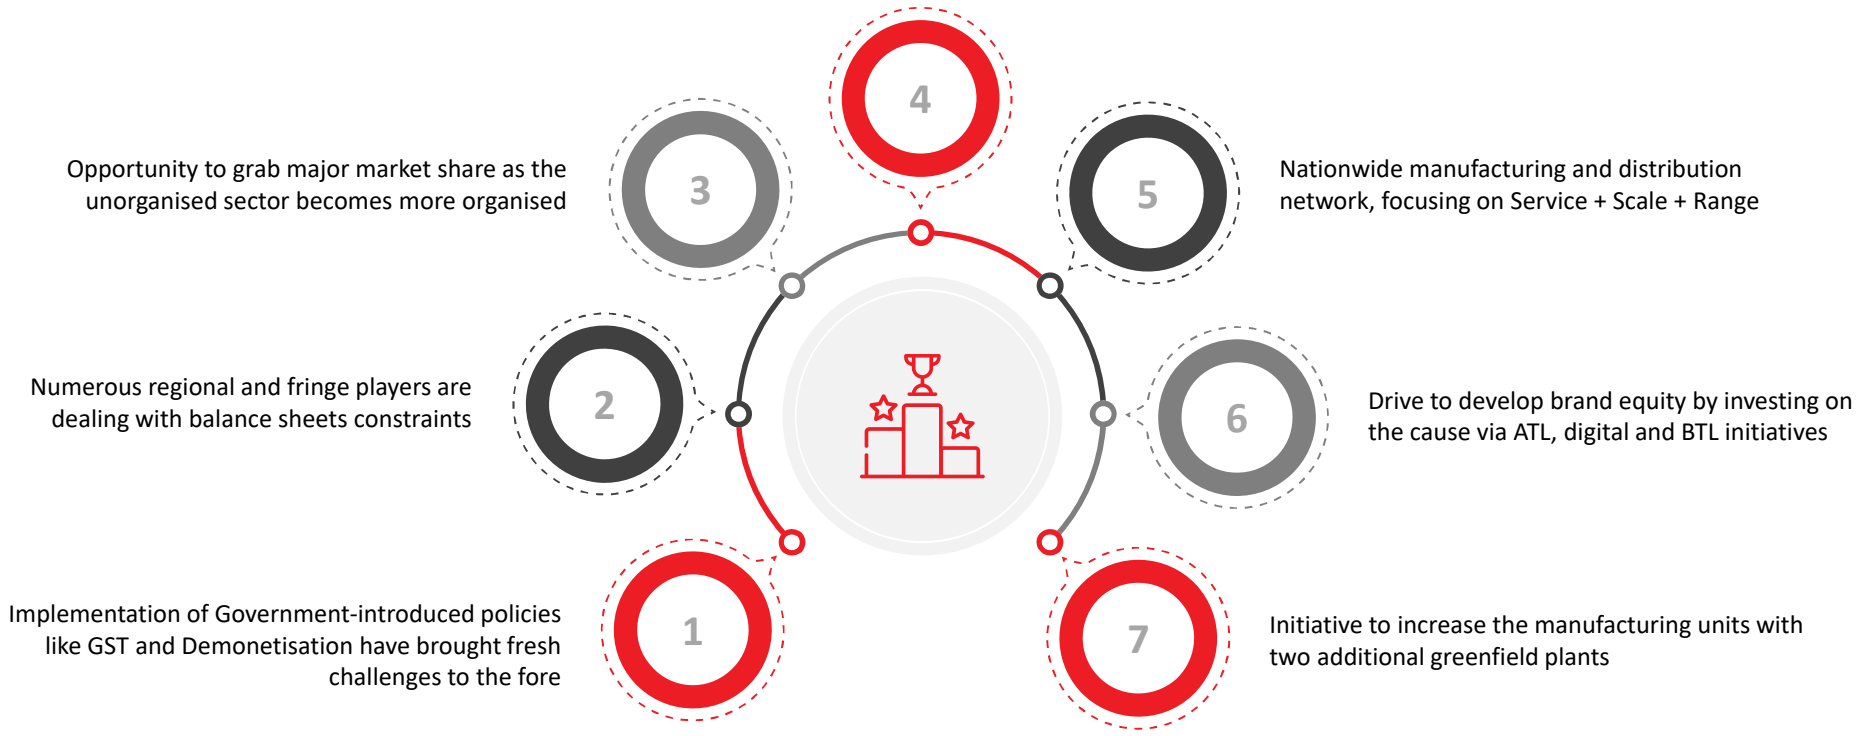 4
3
Opportunity to grab major market share as the
unorganised sector becomes more organised
5
Nationwide manufacturing and distribution
network, focusing on Service + Scale + Range
2
Numerous regional and fringe players are
dealing with balance sheets constraints
6
Drive to develop brand equity by investing on
the cause via ATL, digital and BTL initiatives
1
Implementation of Government-introduced policies
like GST and Demonetisation have brought fresh
challenges to the fore
7
Initiative to increase the manufacturing units with
two additional greenfield plants